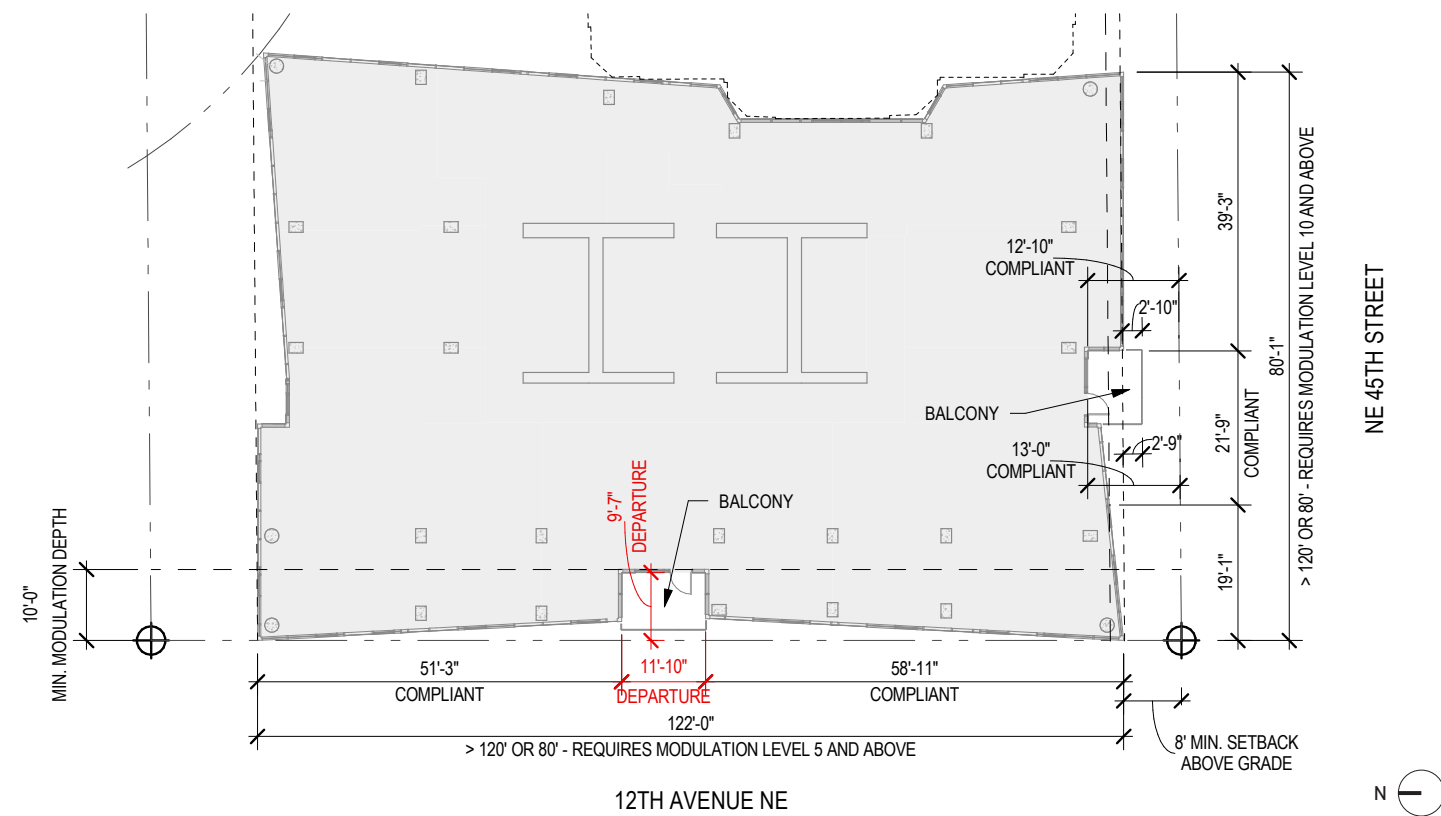 12'-10"
COMPLIANT
2'-10"
39'-3"
80'-1"
> 120' OR 80' - REQUIRES MODULATION LEVEL 10 AND ABOVE
NE 45TH STREET
BALCONY
21'-9"
COMPLIANT
13'-0"
COMPLIANT
2'-9"
19'-1"
9'-7"
DEPARTURE
BALCONY
10'-0"
MIN. MODULATION DEPTH
51'-3"
COMPLIANT
11'-10"
DEPARTURE
58'-11"
COMPLIANT
122'-0"
> 120' OR 80' - REQUIRES MODULATION LEVEL 5 AND ABOVE
8' MIN. SETBACK
ABOVE GRADE
12TH AVENUE NE
N